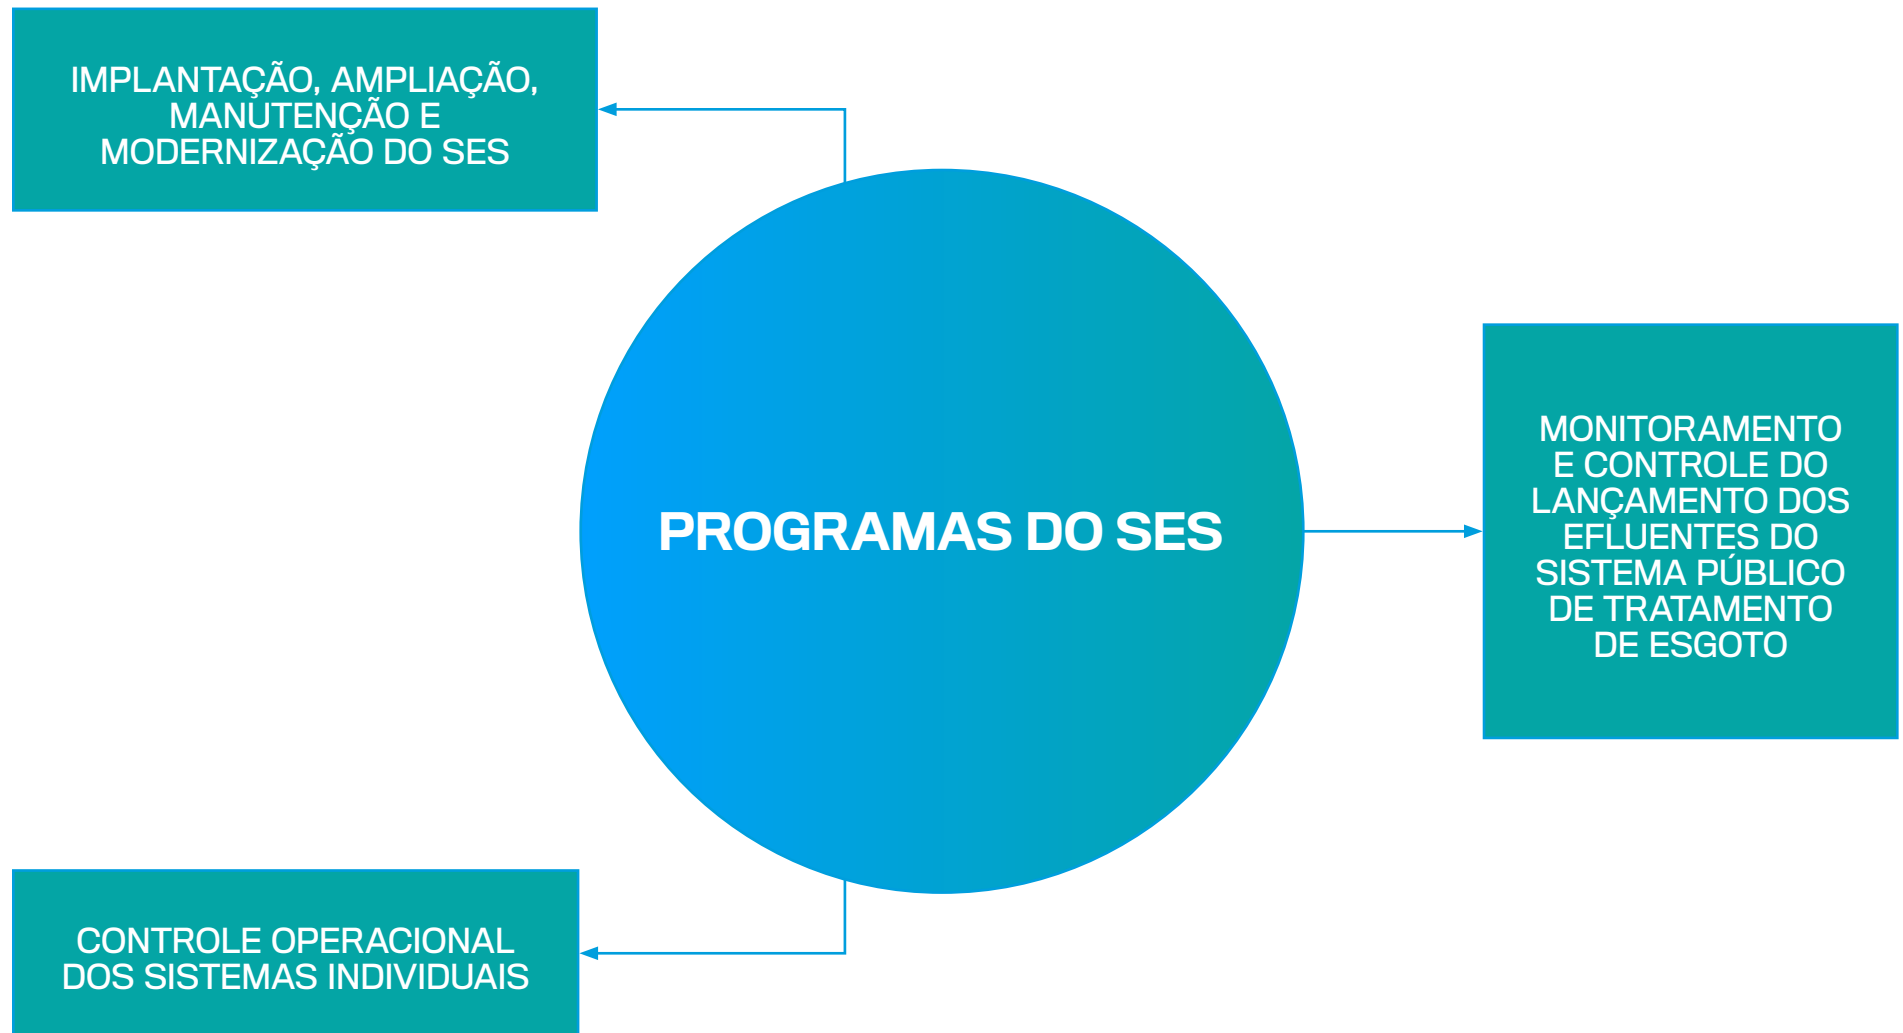 IMPLANTAÇÃO, AMPLIAÇÃO,
MANUTENÇÃO E
MODERNIZAÇÃO DO SES
PROGRAMAS DO SES
MONITORAMENTO
E CONTROLE DO
LANÇAMENTO DOS
EFLUENTES DO
SISTEMA PÚBLICO
DE TRATAMENTO
DE ESGOTO
CONTROLE OPERACIONAL
DOS SISTEMAS INDIVIDUAIS